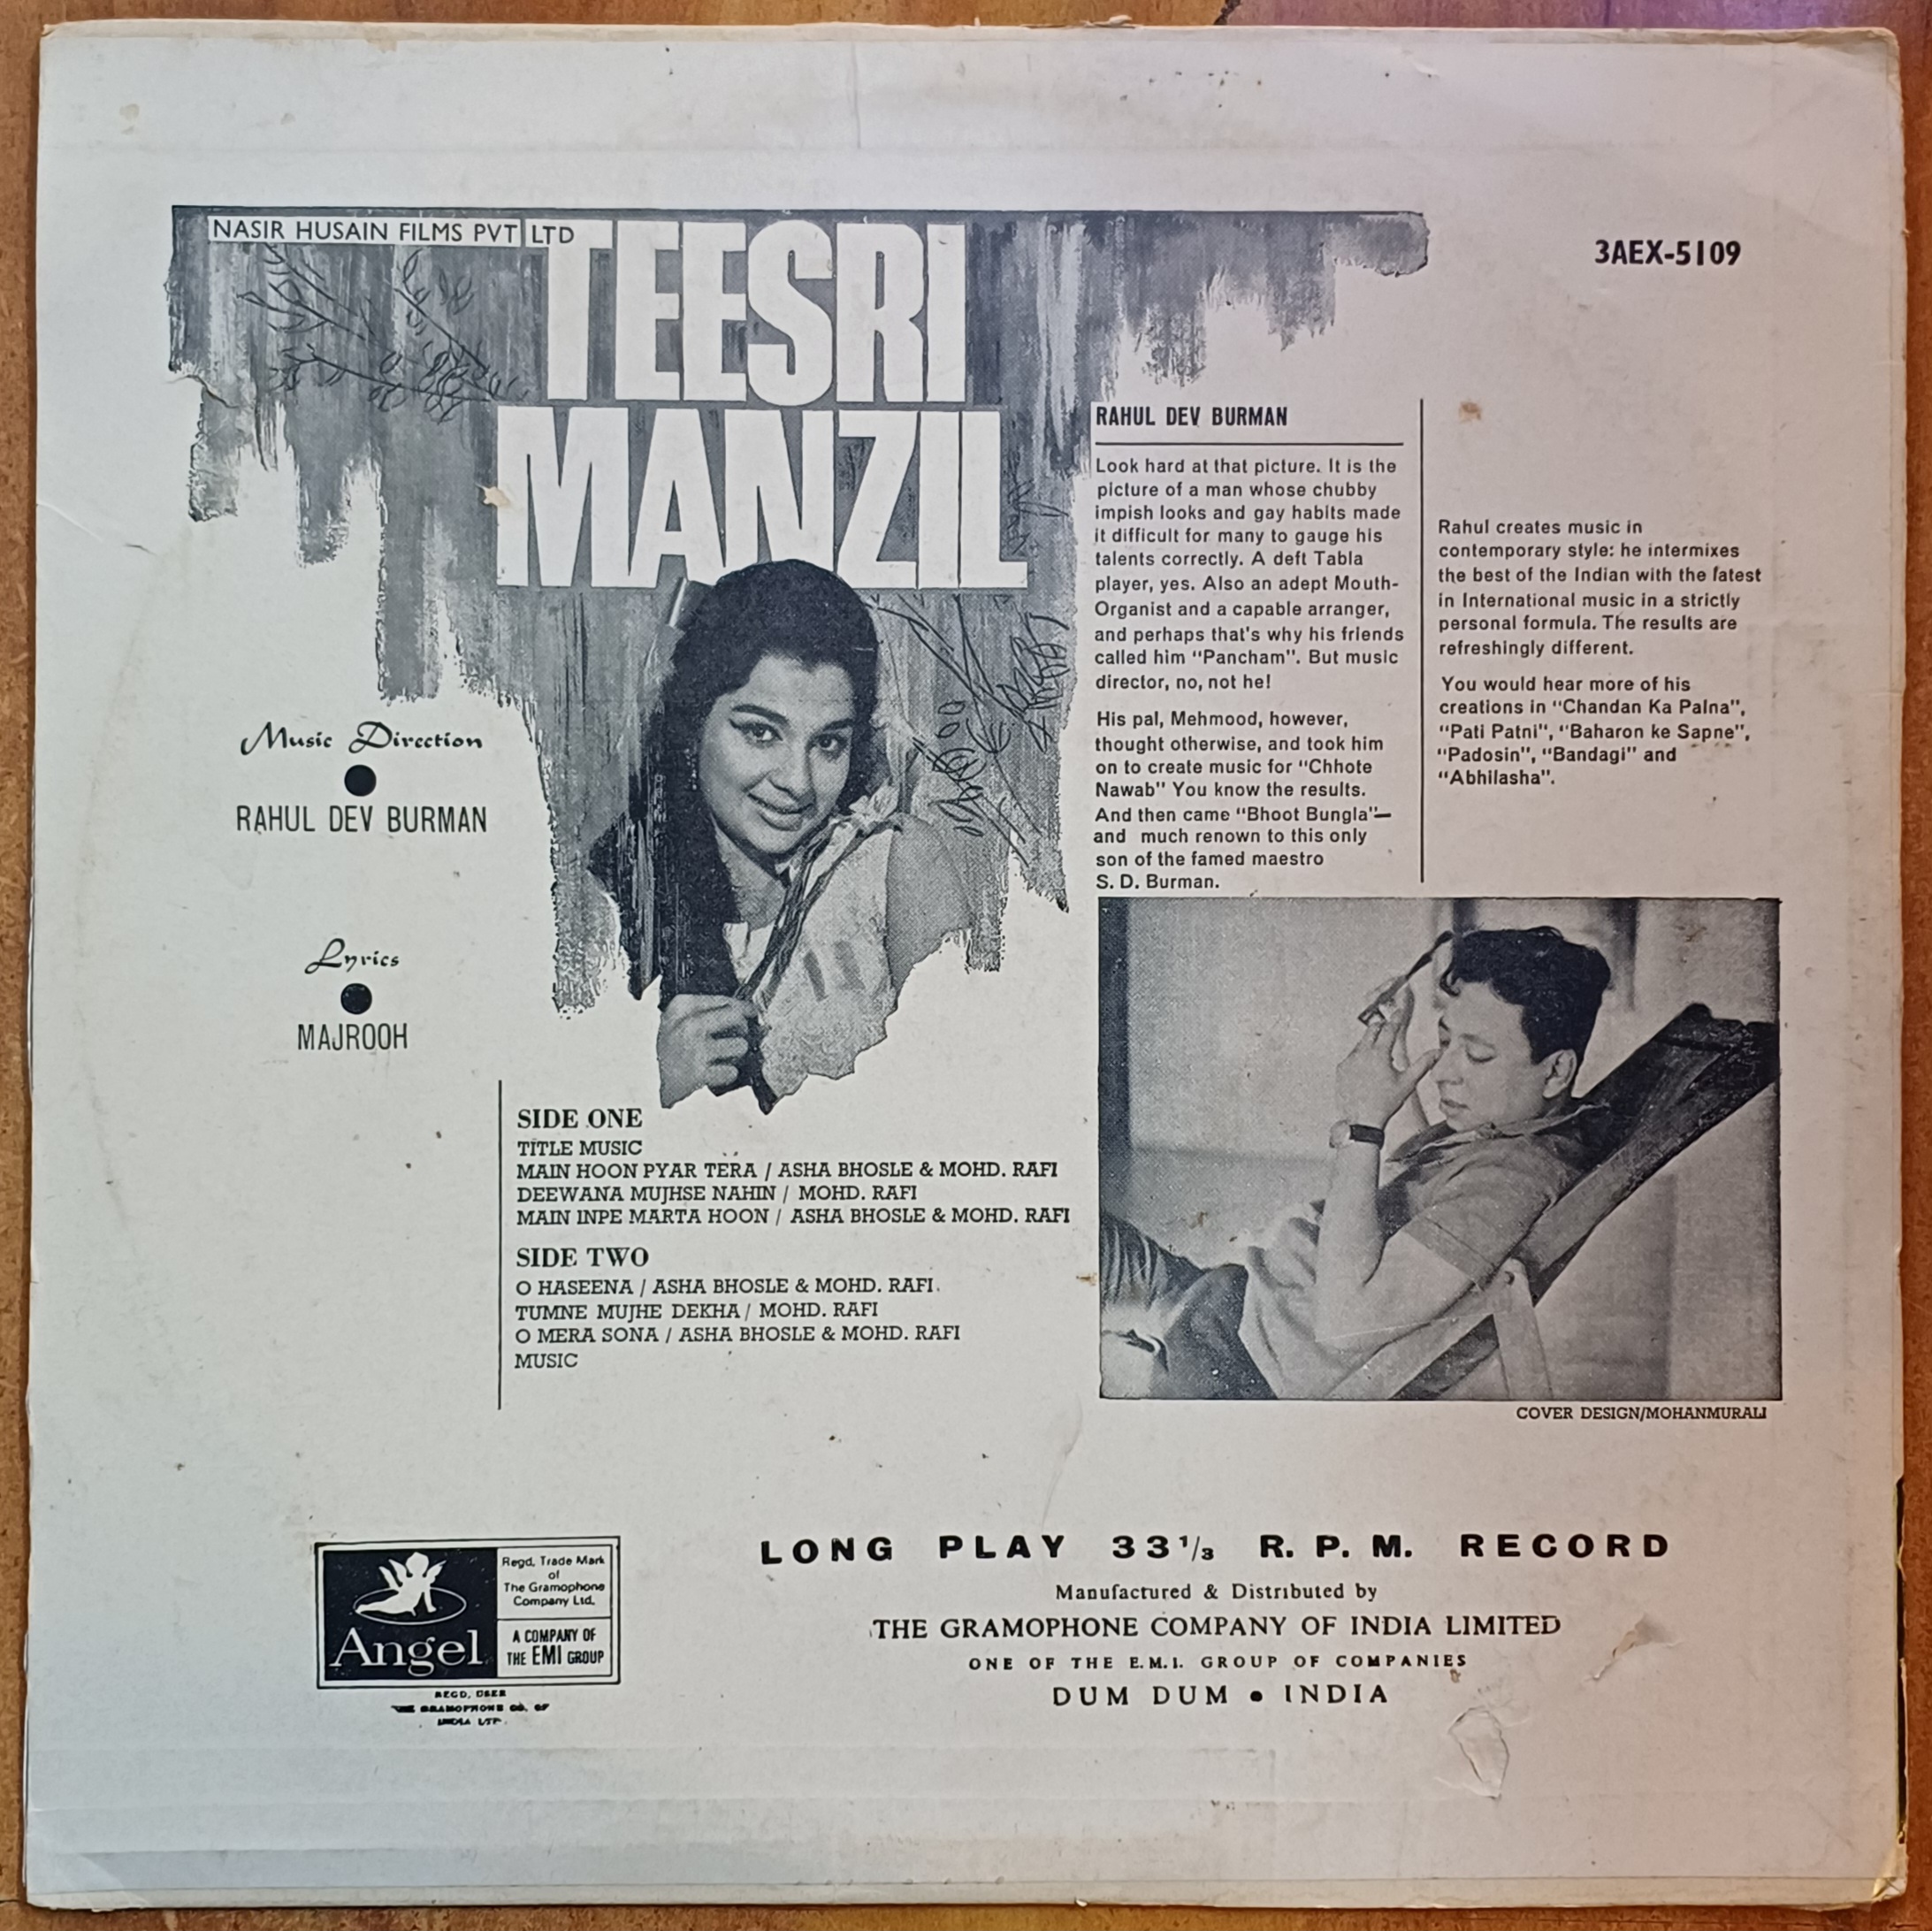 NASIR HUSAIN FILMS PVT LTD
TEESRI
MANZIL
3AEX-5109
Music Direction
RAHUL DEV BURMAN
Lyrics
MAJROOH
RAHUL DEV BURMAN
Look hard at that picture. It is the
picture of a man whose chubby
impish looks and gay habits made
it difficult for many to gauge his
talents correctly. A deft Tabla
player, yes. Also an adept Mouth-
Organist and a capable arranger,
and perhaps that's why his friends
called him "Pancham". But music
director, no, not he!
His pal, Mehmood, however,
thought otherwise, and took him
on to create music for "Chhote
Nawab" You know the results.
And then came "Bhoot Bungla"—
and much renown to this only
son of the famed maestro
S. D. Burman.
Rahul creates music in
contemporary style: he intermixes
the best of the Indian with the latest
in International music in a strictly
personal formula. The results are
refreshingly different.
You would hear more of his
creations in "Chandan Ka Palna",
"Pati Patni", "Baharon ke Sapne",
"Padosin", "Bandagi" and
"Abhilasha".
SIDE ONE
TITLE MUSIC
MAIN HOON PYAR TERA / ASHA BHOSLE & MOHD. RAFI
DEEWANA MUJHSE NAHIN / MOHD. RAFI
MAIN INPE MARTA HOON / ASHA BHOSLE & MOHD. RAFI
SIDE TWO
O HASEENA / ASHA BHOSLE & MOHD. RAFI.
TUMNE MUJHE DEKHA / MOHD. RAFI
O MERA SONA / ASHA BHOSLE & MOHD. RAFI
MUSIC
COVER DESIGN/MOHANMURALI
Angel
Regd. Trade Mark
of
The Gramophone
Company Ltd.
A COMPANY OF
THE EMI GROUP
REGD. USER
THE GRAMOPHONE CO. OF
INDIA LTD.
LONG PLAY 33 1/3 R. P. M. RECORD
Manufactured & Distributed by
THE GRAMOPHONE COMPANY OF INDIA LIMITED
ONE OF THE E.M.I. GROUP OF COMPANIES
DUM DUM ● INDIA